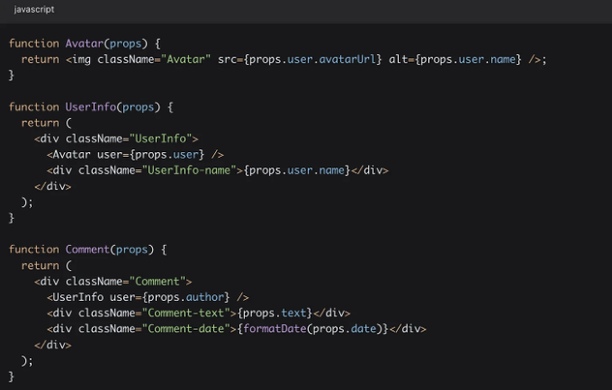 javascript
function Avatar(props) {
  return <img className="Avatar" src={props.user.avatarUrl} alt={props.user.name} />;
}
function UserInfo(props) {
  return (
    <div className="UserInfo">
      <Avatar user={props.user} />
      <div className="UserInfo-name">{props.user.name}</div>
    </div>
  );
}
function Comment(props) {
  return (
    <div className="Comment">
      <UserInfo user={props.author} />
      <div className="Comment-text">{props.text}</div>
      <div className="Comment-date">{formatDate(props.date)}</div>
    </div>
  );
}